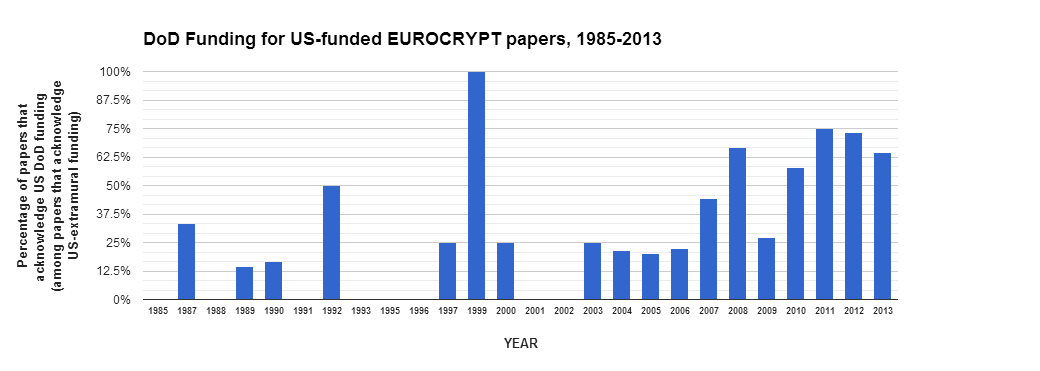 DoD Funding for US-funded EUROCRYPT papers, 1985-2013
Percentage of papers that
acknowledge US DoD funding
(among papers that acknowledge
US-extramural funding)
100%
87.5%
75%
62.5%
50%
37.5%
25%
12.5%
0%
1985 1987 1988 1989 1990 1991 1992 1993 1995 1996 1997 1999 2000 2001 2002 2003 2004 2005 2006 2007 2008 2009 2010 2011 2012 2013
YEAR